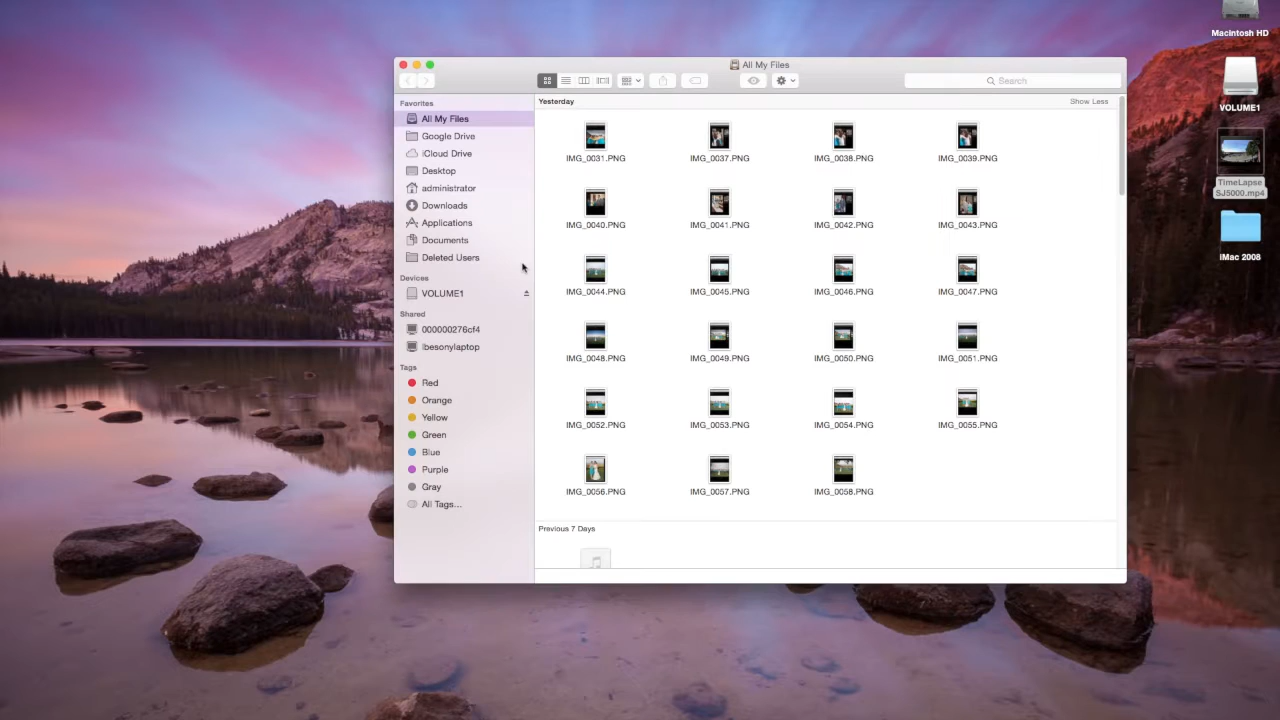 Macintosh HD
VOLUME1
TimeLapse
SJ5000.mp4
iMac 2008
All My Files
Search
Favorites
All My Files
Google Drive
iCloud Drive
Desktop
administrator
Downloads
Applications
Documents
Deleted Users
Devices
VOLUME1
Shared
000000276cf4
lbesonylaptop
Tags
Red
Orange
Yellow
Green
Blue
Purple
Gray
All Tags...
Yesterday Show Less
IMG_0031.PNG IMG_0037.PNG IMG_0038.PNG IMG_0039.PNG
IMG_0040.PNG IMG_0041.PNG IMG_0042.PNG IMG_0043.PNG
IMG_0044.PNG IMG_0045.PNG IMG_0046.PNG IMG_0047.PNG
IMG_0048.PNG IMG_0049.PNG IMG_0050.PNG IMG_0051.PNG
IMG_0052.PNG IMG_0053.PNG IMG_0054.PNG IMG_0055.PNG
IMG_0056.PNG IMG_0057.PNG IMG_0058.PNG
Previous 7 Days